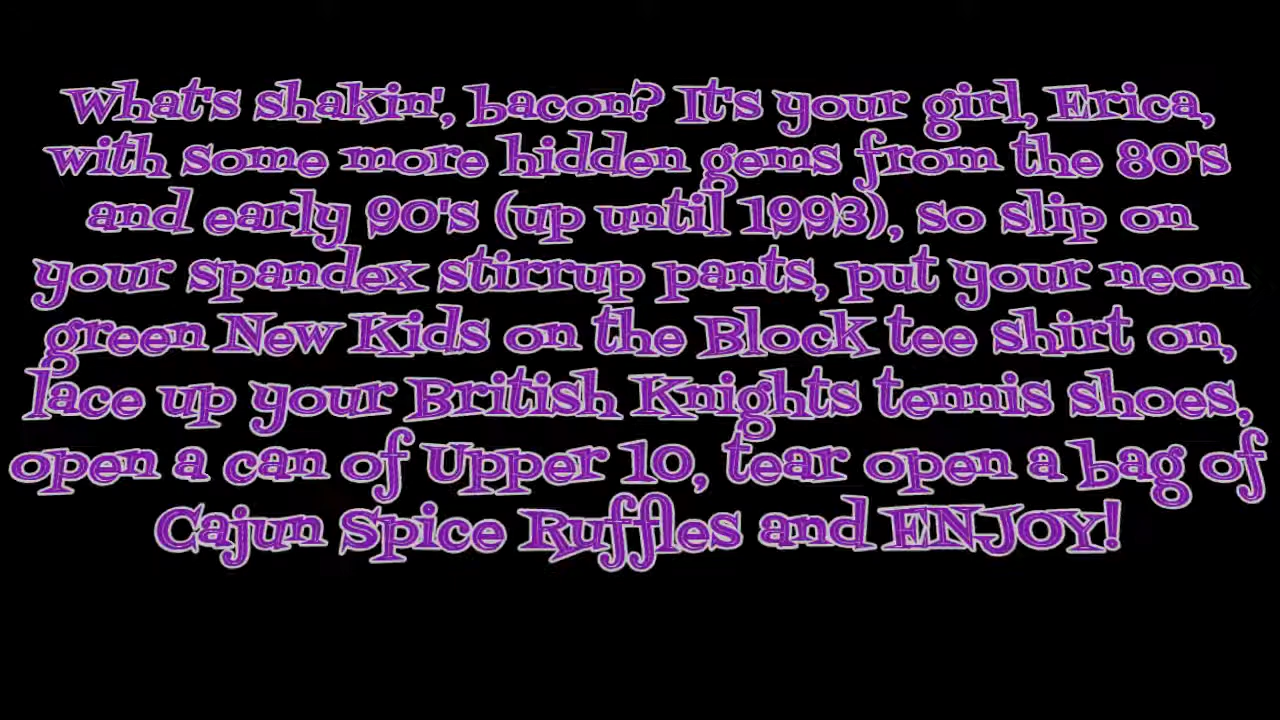 What's shakin', bacon? It's your girl, Erica,
with some more hidden gems from the 80's
and early 90's (up until 1993), so slip on
your spandex stirrup pants, put your neon
green New Kids on the Block tee shirt on,
lace up your British Knights tennis shoes,
open a can of Upper 10, tear open a bag of
Cajun Spice Ruffles and ENJOY!